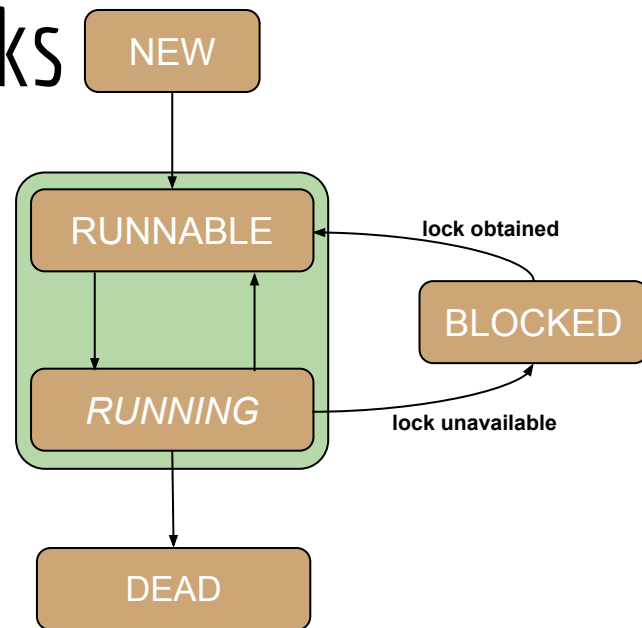 ks
NEW
RUNNABLE
lock obtained
BLOCKED
RUNNING
lock unavailable
DEAD